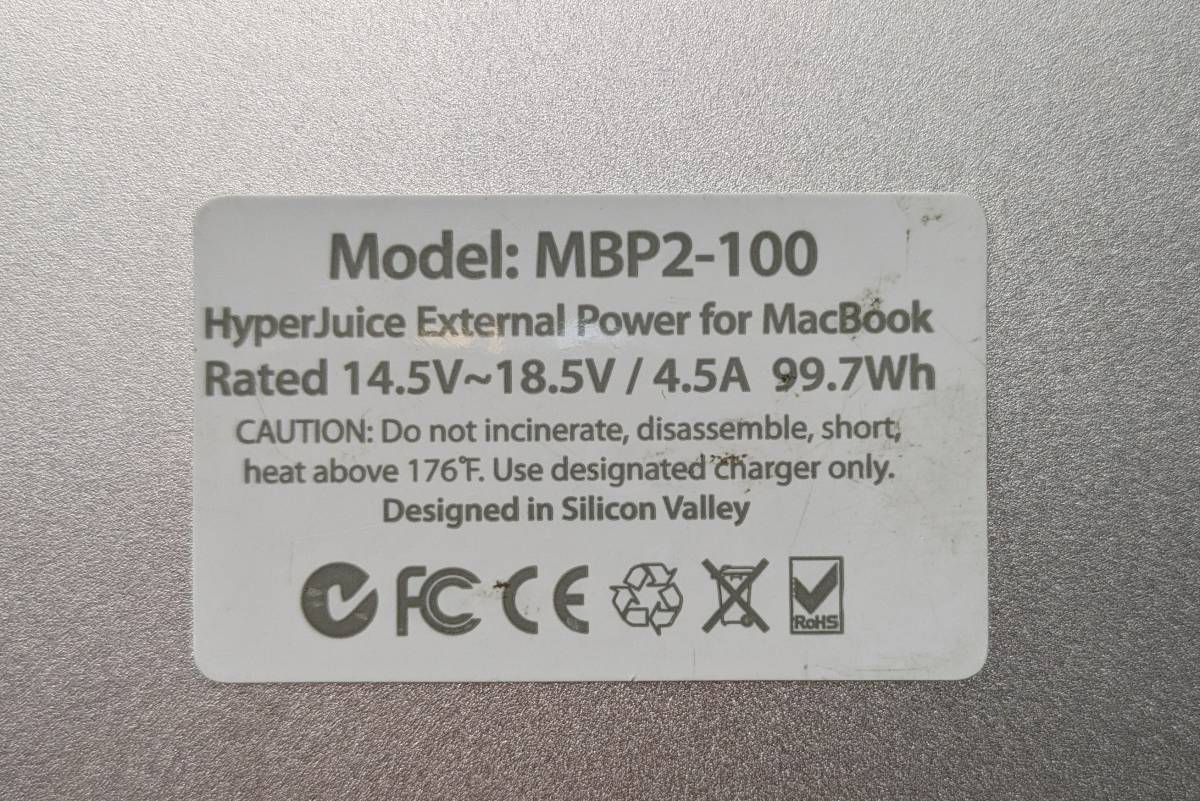 Model: MBP2-100
HyperJuice External Power for MacBook
Rated 14.5V~18.5V / 4.5A 99.7Wh
CAUTION: Do not incinerate, disassemble, short,
heat above 176°F. Use designated charger only.
Designed in Silicon Valley
FC CE RoHS